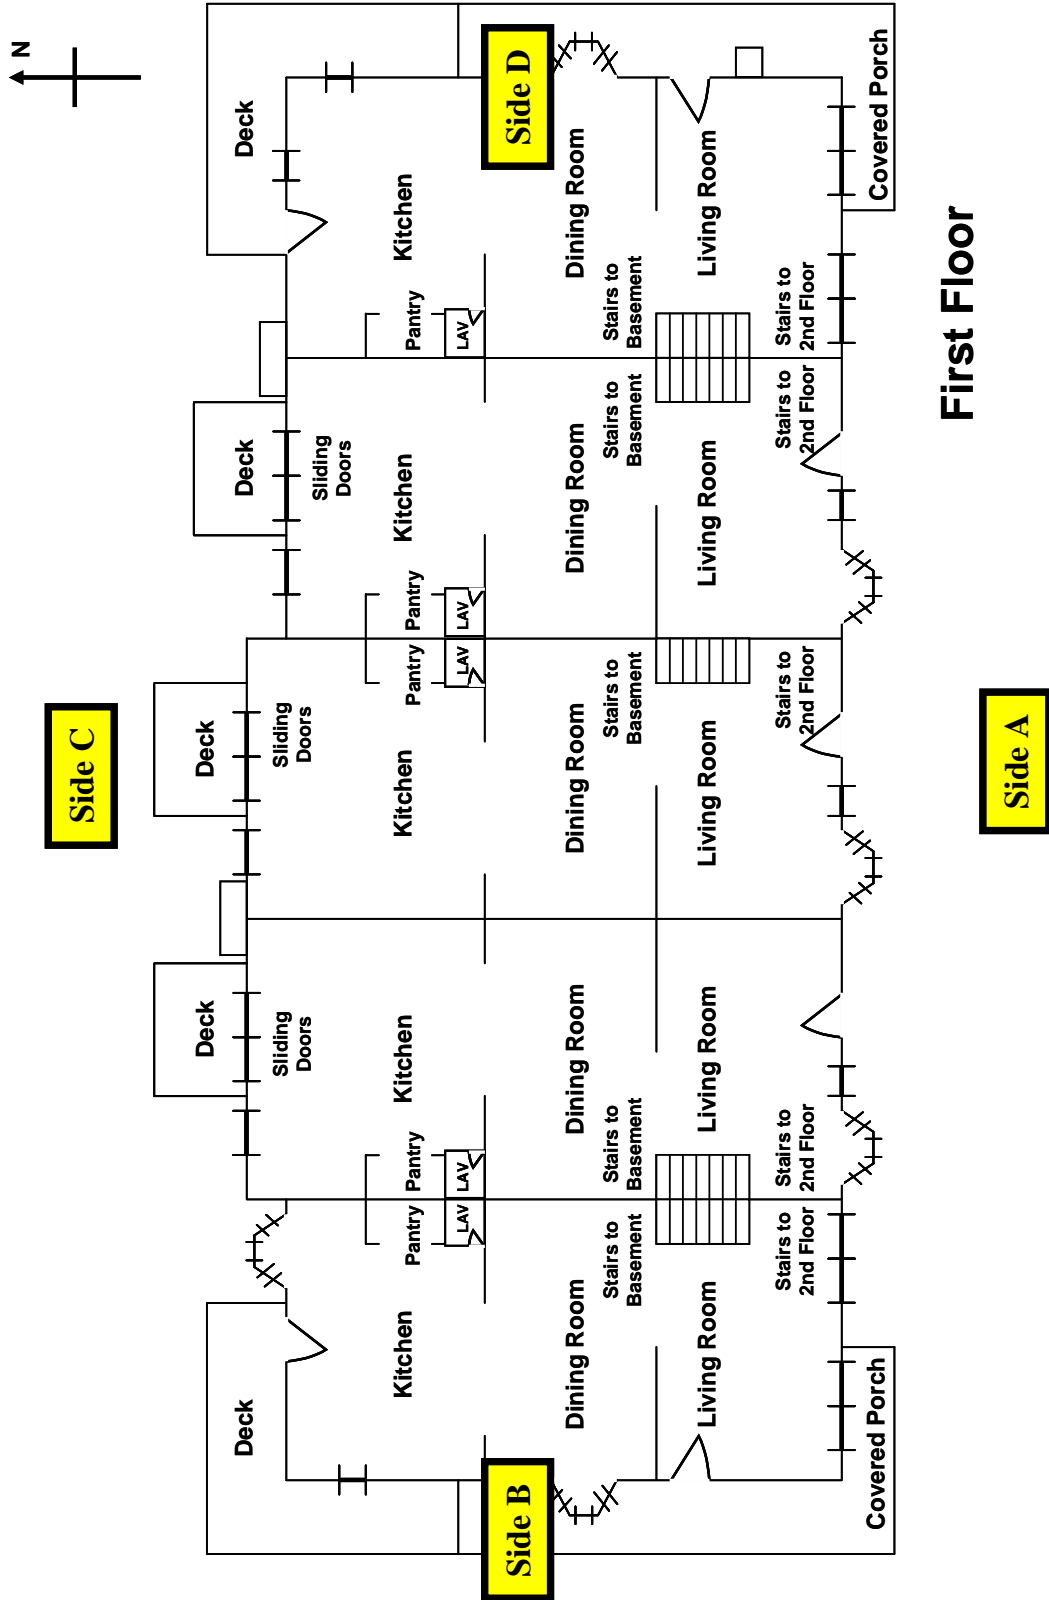 N
Side C
Deck
Deck
Deck
Deck
Deck
Sliding
Doors
Sliding
Doors
Sliding
Doors
Kitchen
Kitchen
Kitchen
Kitchen
Kitchen
Pantry
Pantry
Pantry
Pantry
Pantry
LAV
LAV
LAV
LAV
LAV
Side B
Side D
Dining Room
Dining Room
Dining Room
Dining Room
Dining Room
Stairs to
Basement
Stairs to
Basement
Stairs to
Basement
Stairs to
Basement
Stairs to
Basement
Living Room
Living Room
Living Room
Living Room
Living Room
Stairs to
2nd Floor
Stairs to
2nd Floor
Stairs to
2nd Floor
Stairs to
2nd Floor
Stairs to
2nd Floor
Covered Porch
Covered Porch
First Floor
Side A